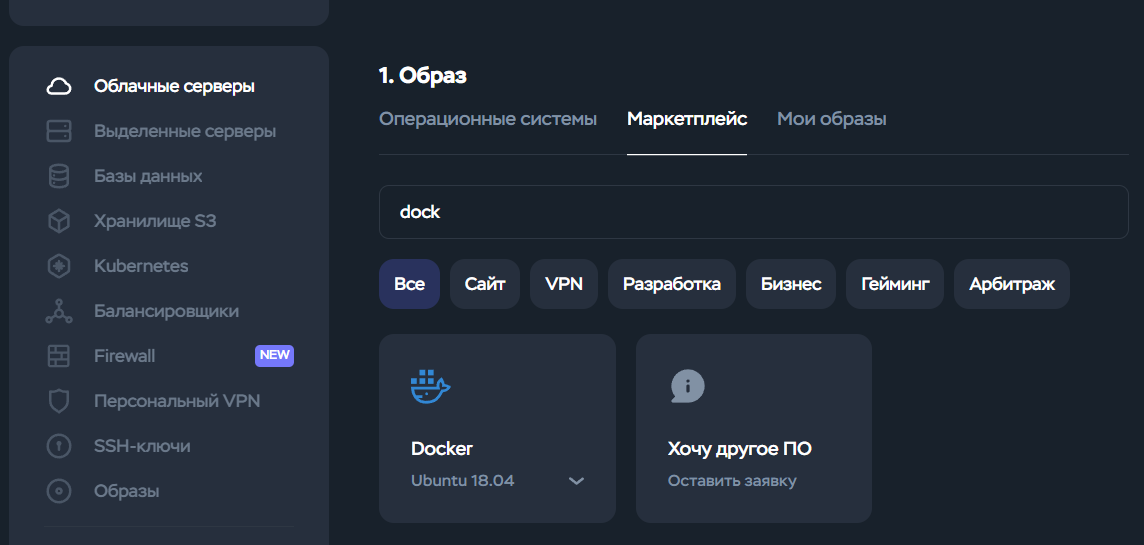 Облачные серверы
Выделенные серверы
Базы данных
Хранилище S3
Kubernetes
Балансировщики
Firewall NEW
Персональный VPN
SSH-ключи
Образы
1. Образ
Операционные системы Маркетплейс Мои образы
dock
Все Сайт VPN Разработка Бизнес Гейминг Арбитраж
Docker
Ubuntu 18.04
Хочу другое ПО
Оставить заявку